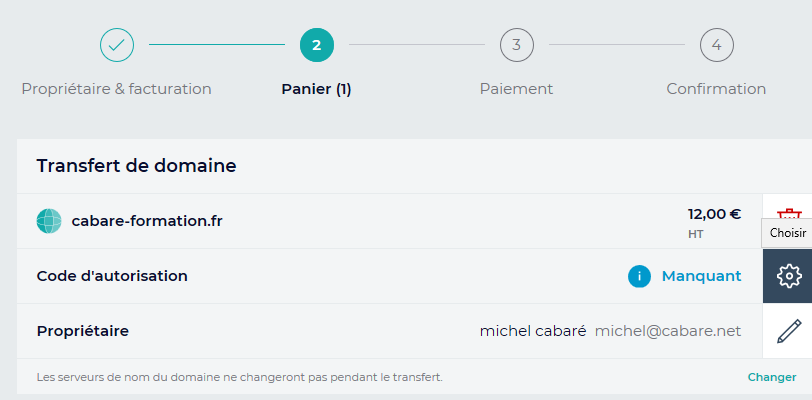 2 3 4
Propriétaire & facturation Panier (1) Paiement Confirmation
Transfert de domaine
cabare-formation.fr 12,00 €
HT
Choisir
Code d'autorisation i Manquant
Propriétaire michel cabaré michel@cabare.net
Les serveurs de nom du domaine ne changeront pas pendant le transfert. Changer